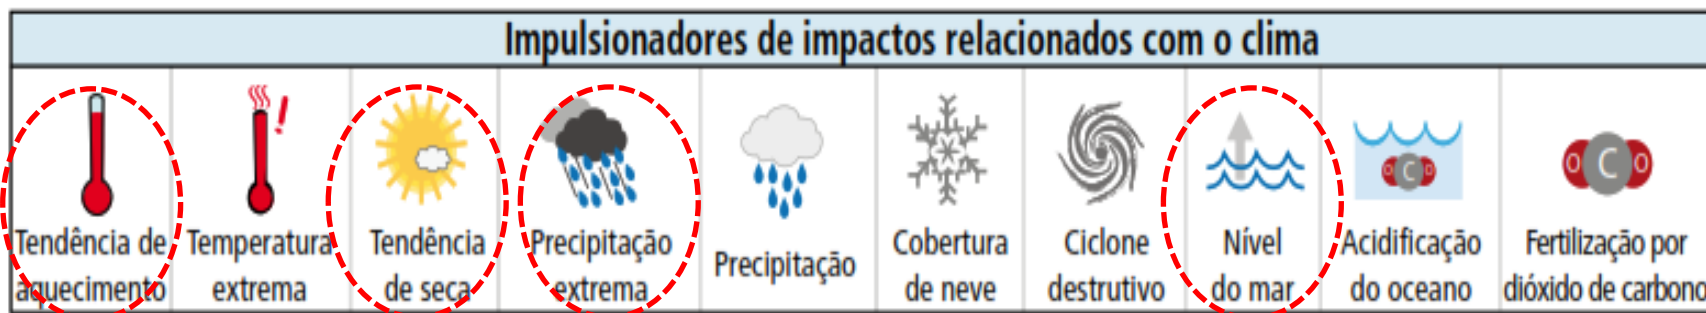 Impulsionadores de impactos relacionados com o clima
Tendência de
aquecimento
Temperatura
extrema
Tendência
de seca
Precipitação
extrema
Precipitação
Cobertura
de neve
Ciclone
destrutivo
Nível
do mar
O C O
Acidificação
do oceano
O C O
Fertilização por
dióxido de carbono